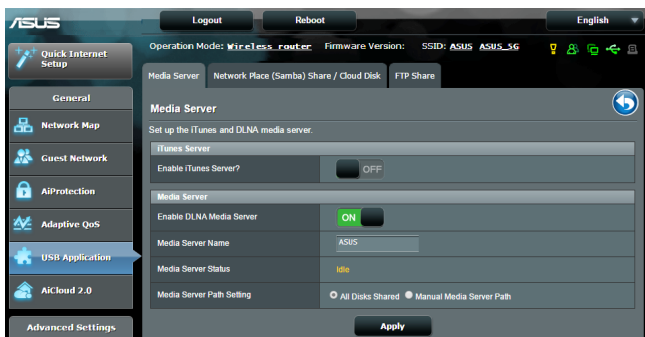 ASUS
Logout Reboot English
Quick Internet Setup
Operation Mode: Wireless router Firmware Version: SSID: ASUS ASUS_5G
Media Server Network Place (Samba) Share / Cloud Disk FTP Share
General
Network Map
Guest Network
AiProtection
Adaptive QoS
USB Application
AiCloud 2.0
Advanced Settings
Media Server
Set up the iTunes and DLNA media server.
iTunes Server
Enable iTunes Server? OFF
Media Server
Enable DLNA Media Server ON
Media Server Name ASUS
Media Server Status Idle
Media Server Path Setting All Disks Shared Manual Media Server Path
Apply